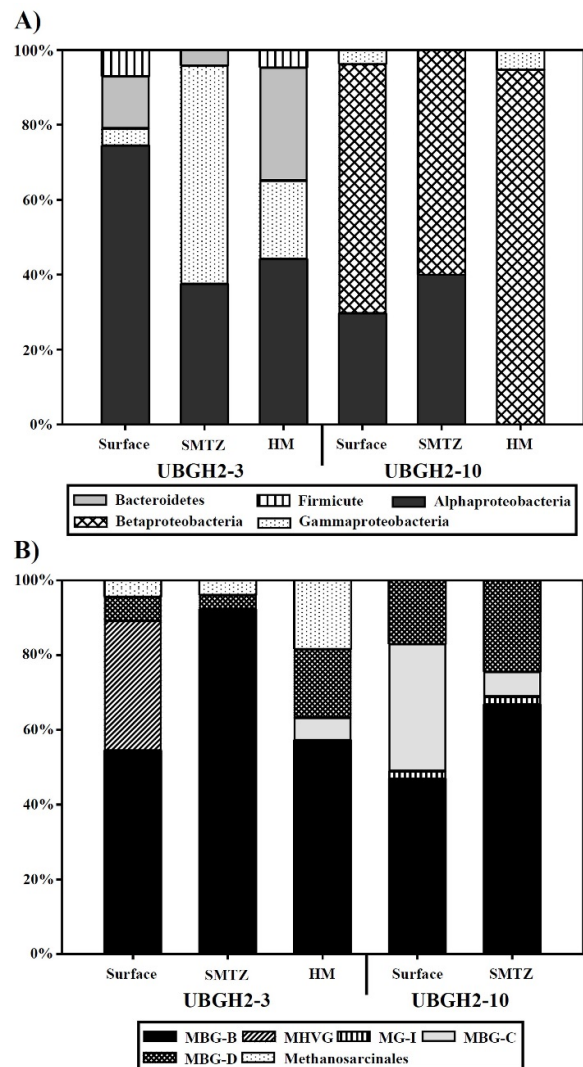 A)
100%
80%
60%
40%
20%
0%
Surface SMTZ HM Surface SMTZ HM
UBGH2-3 UBGH2-10
Bacteroidetes Firmicute Alphaproteobacteria
Betaproteobacteria Gammaproteobacteria
B)
100%
80%
60%
40%
20%
0%
Surface SMTZ HM Surface SMTZ
UBGH2-3 UBGH2-10
MBG-B MHVG MG-I MBG-C
MBG-D Methanosarcinales